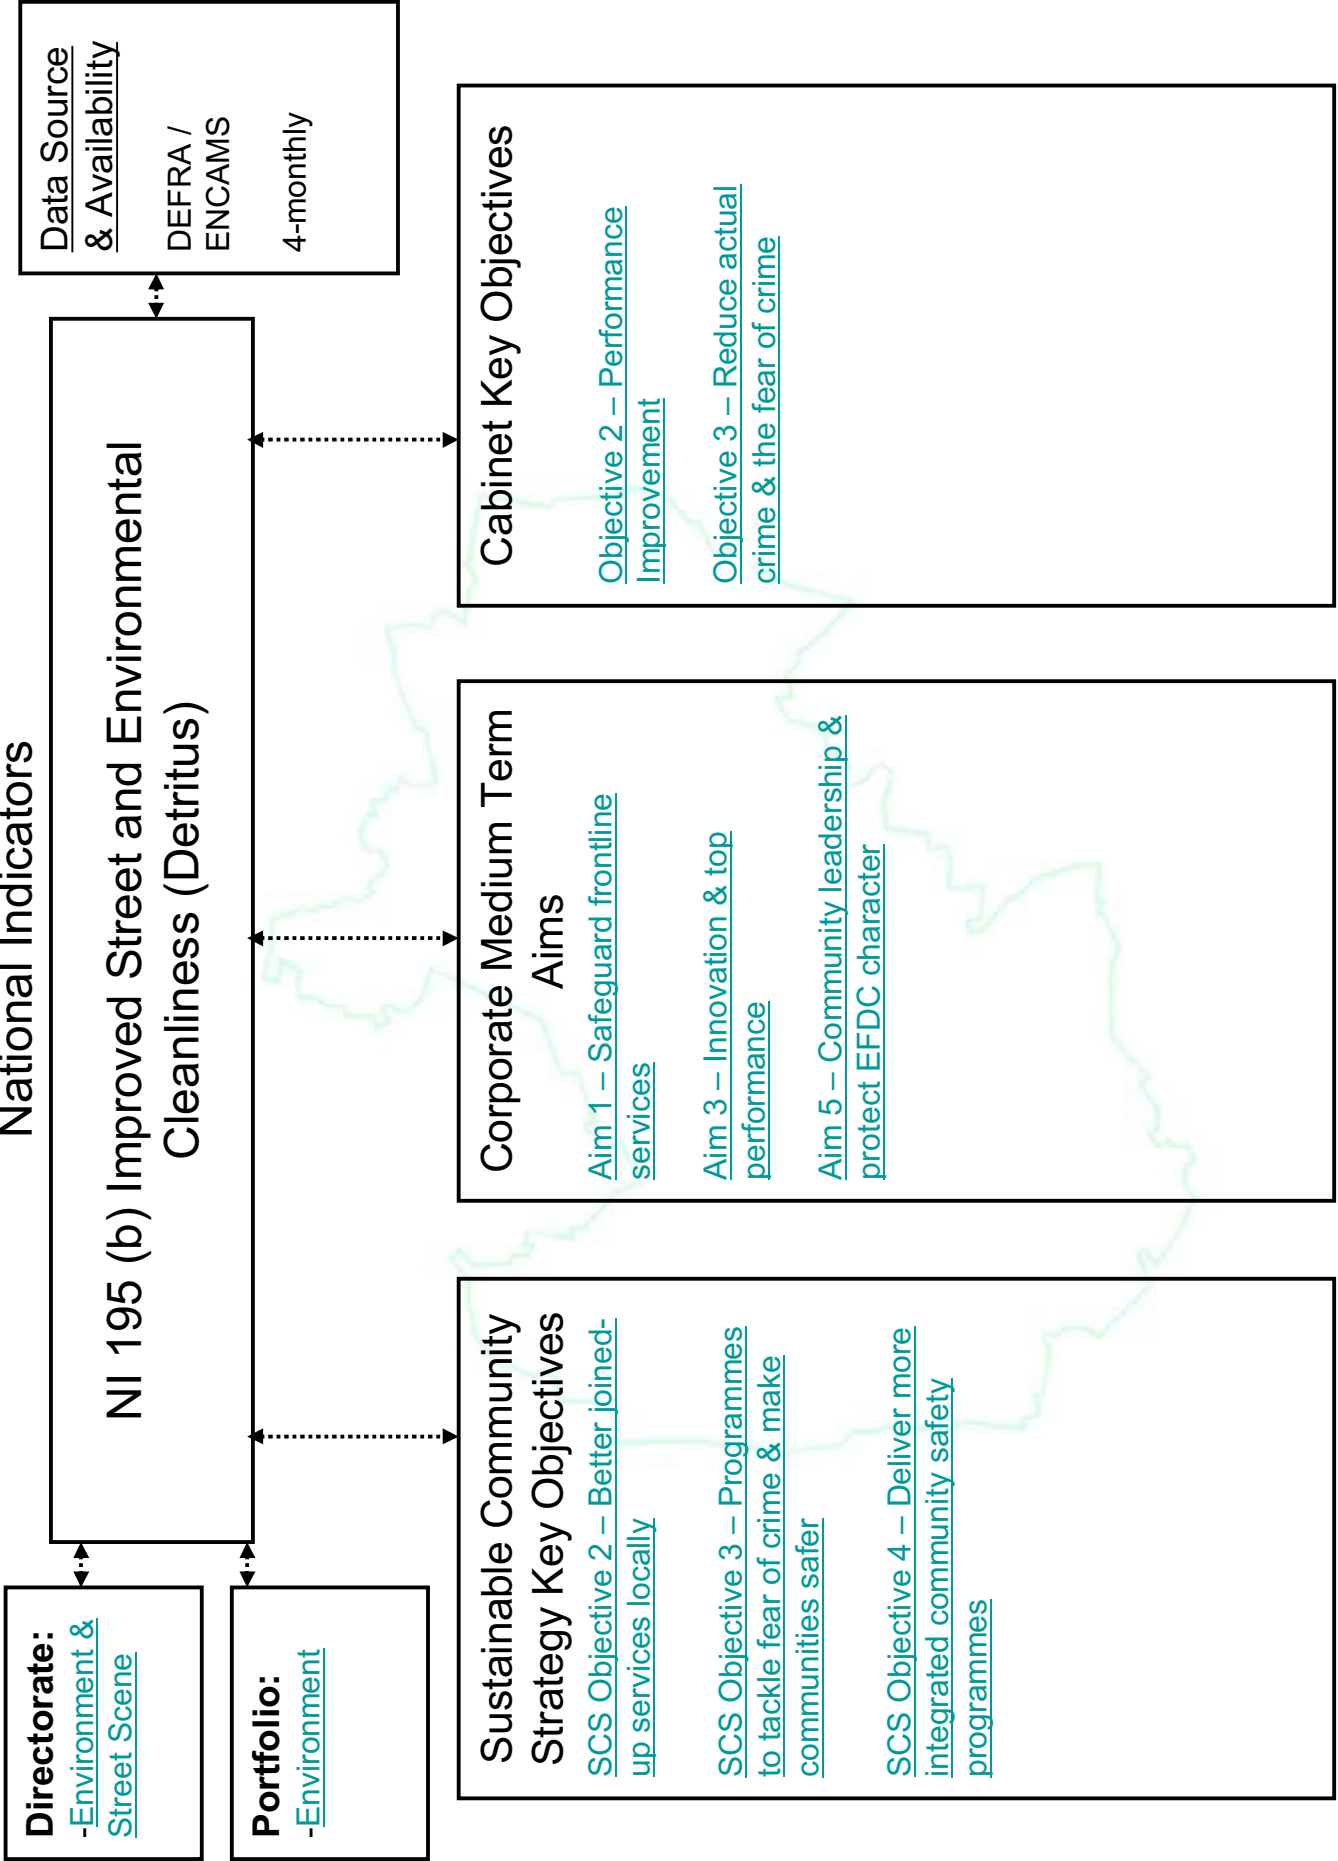 National Indicators
Directorate:
-Environment &
Street Scene
Portfolio:
-Environment
NI 195 (b) Improved Street and Environmental
Cleanliness (Detritus)
Data Source
& Availability
DEFRA /
ENCAMS
4-monthly
Sustainable Community
Strategy Key Objectives
SCS Objective 2 – Better joined-
up services locally
SCS Objective 3 – Programmes
to tackle fear of crime & make
communities safer
SCS Objective 4 – Deliver more
integrated community safety
programmes
Corporate Medium Term
Aims
Aim 1 – Safeguard frontline
services
Aim 3 – Innovation & top
performance
Aim 5 – Community leadership &
protect EFDC character
Cabinet Key Objectives
Objective 2 – Performance
Improvement
Objective 3 – Reduce actual
crime & the fear of crime